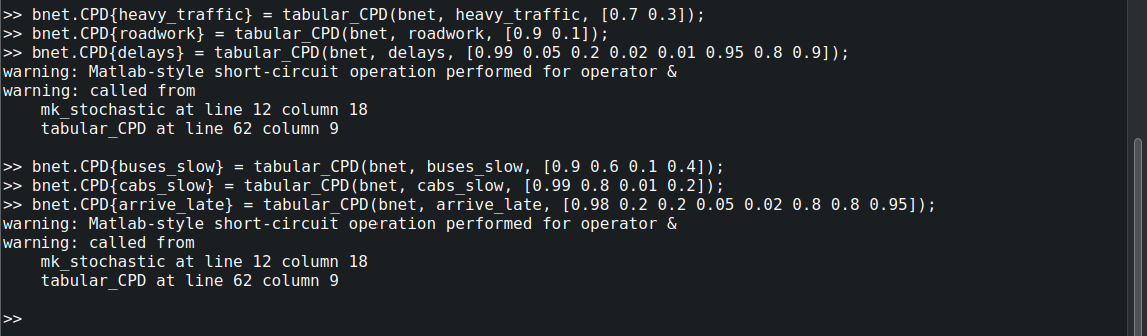 >> bnet.CPD{heavy_traffic} = tabular_CPD(bnet, heavy_traffic, [0.7 0.3]);
>> bnet.CPD{roadwork} = tabular_CPD(bnet, roadwork, [0.9 0.1]);
>> bnet.CPD{delays} = tabular_CPD(bnet, delays, [0.99 0.05 0.2 0.02 0.01 0.95 0.8 0.9]);
warning: Matlab-style short-circuit operation performed for operator &
warning: called from
    mk_stochastic at line 12 column 18
    tabular_CPD at line 62 column 9
>> bnet.CPD{buses_slow} = tabular_CPD(bnet, buses_slow, [0.9 0.6 0.1 0.4]);
>> bnet.CPD{cabs_slow} = tabular_CPD(bnet, cabs_slow, [0.99 0.8 0.01 0.2]);
>> bnet.CPD{arrive_late} = tabular_CPD(bnet, arrive_late, [0.98 0.2 0.2 0.05 0.02 0.8 0.8 0.95]);
warning: Matlab-style short-circuit operation performed for operator &
warning: called from
    mk_stochastic at line 12 column 18
    tabular_CPD at line 62 column 9
>>